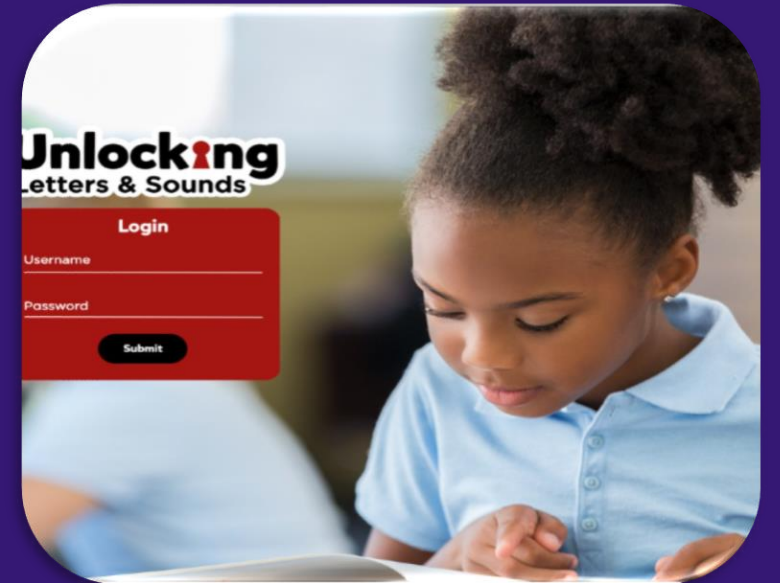 Unlocking
Letters & Sounds
Login
Username
Password
Submit